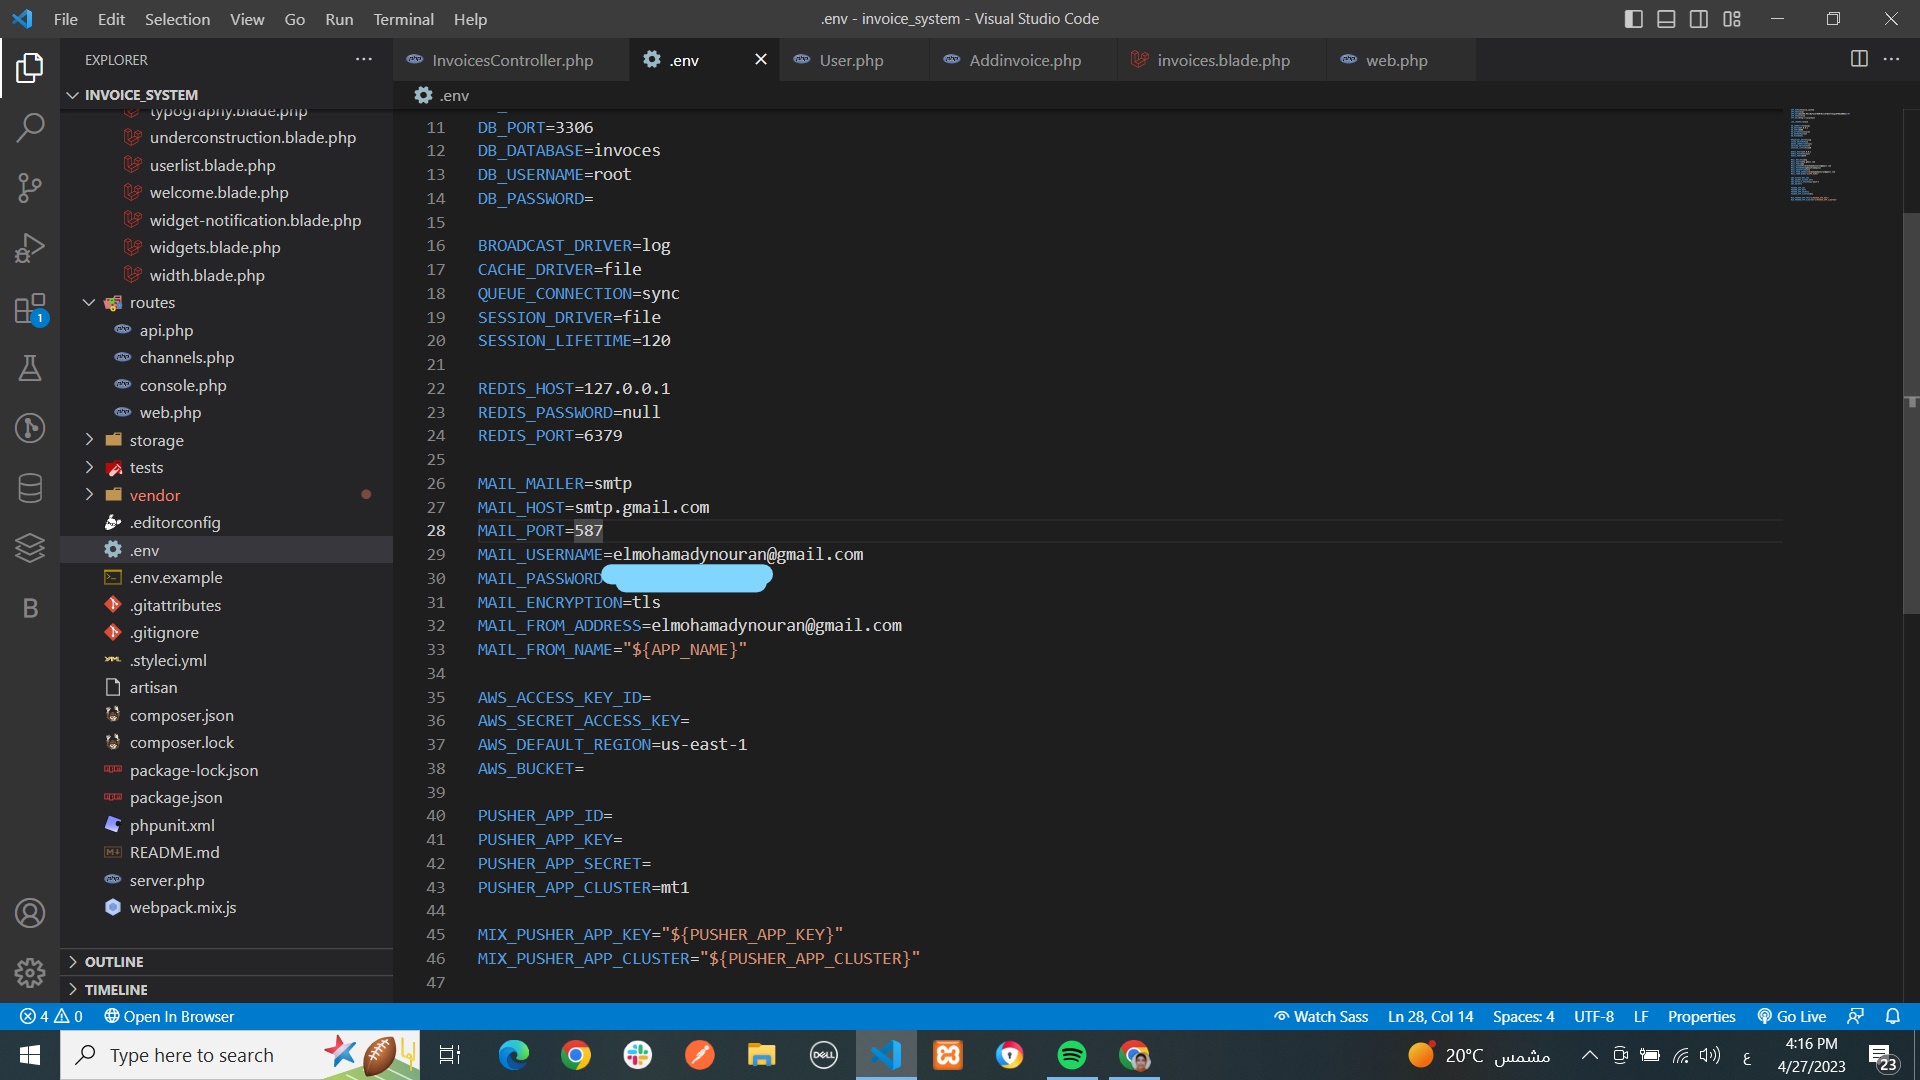 File Edit Selection View Go Run Terminal Help
.env - invoice_system - Visual Studio Code
EXPLORER
InvoicesController.php
.env
User.php
Addinvoice.php
invoices.blade.php
web.php
INVOICE_SYSTEM
.env
typography.blade.php
underconstruction.blade.php
userlist.blade.php
welcome.blade.php
widget-notification.blade.php
widgets.blade.php
width.blade.php
routes
api.php
channels.php
console.php
web.php
storage
tests
vendor
.editorconfig
.env
.env.example
.gitattributes
.gitignore
.styleci.yml
artisan
composer.json
composer.lock
package-lock.json
package.json
phpunit.xml
README.md
server.php
webpack.mix.js
OUTLINE
TIMELINE
1
B
11 DB_PORT=3306
12 DB_DATABASE=invoces
13 DB_USERNAME=root
14 DB_PASSWORD=
15
16 BROADCAST_DRIVER=log
17 CACHE_DRIVER=file
18 QUEUE_CONNECTION=sync
19 SESSION_DRIVER=file
20 SESSION_LIFETIME=120
21
22 REDIS_HOST=127.0.0.1
23 REDIS_PASSWORD=null
24 REDIS_PORT=6379
25
26 MAIL_MAILER=smtp
27 MAIL_HOST=smtp.gmail.com
28 MAIL_PORT=587
29 MAIL_USERNAME=elmohamadynouran@gmail.com
30 MAIL_PASSWORD
31 MAIL_ENCRYPTION=tls
32 MAIL_FROM_ADDRESS=elmohamadynouran@gmail.com
33 MAIL_FROM_NAME="${APP_NAME}"
34
35 AWS_ACCESS_KEY_ID=
36 AWS_SECRET_ACCESS_KEY=
37 AWS_DEFAULT_REGION=us-east-1
38 AWS_BUCKET=
39
40 PUSHER_APP_ID=
41 PUSHER_APP_KEY=
42 PUSHER_APP_SECRET=
43 PUSHER_APP_CLUSTER=mt1
44
45 MIX_PUSHER_APP_KEY="${PUSHER_APP_KEY}"
46 MIX_PUSHER_APP_CLUSTER="${PUSHER_APP_CLUSTER}"
47
4 0 Open In Browser
Watch Sass Ln 28, Col 14 Spaces: 4 UTF-8 LF Properties Go Live
Type here to search
DELL
20°C مشمس
ع
4:16 PM
4/27/2023
23